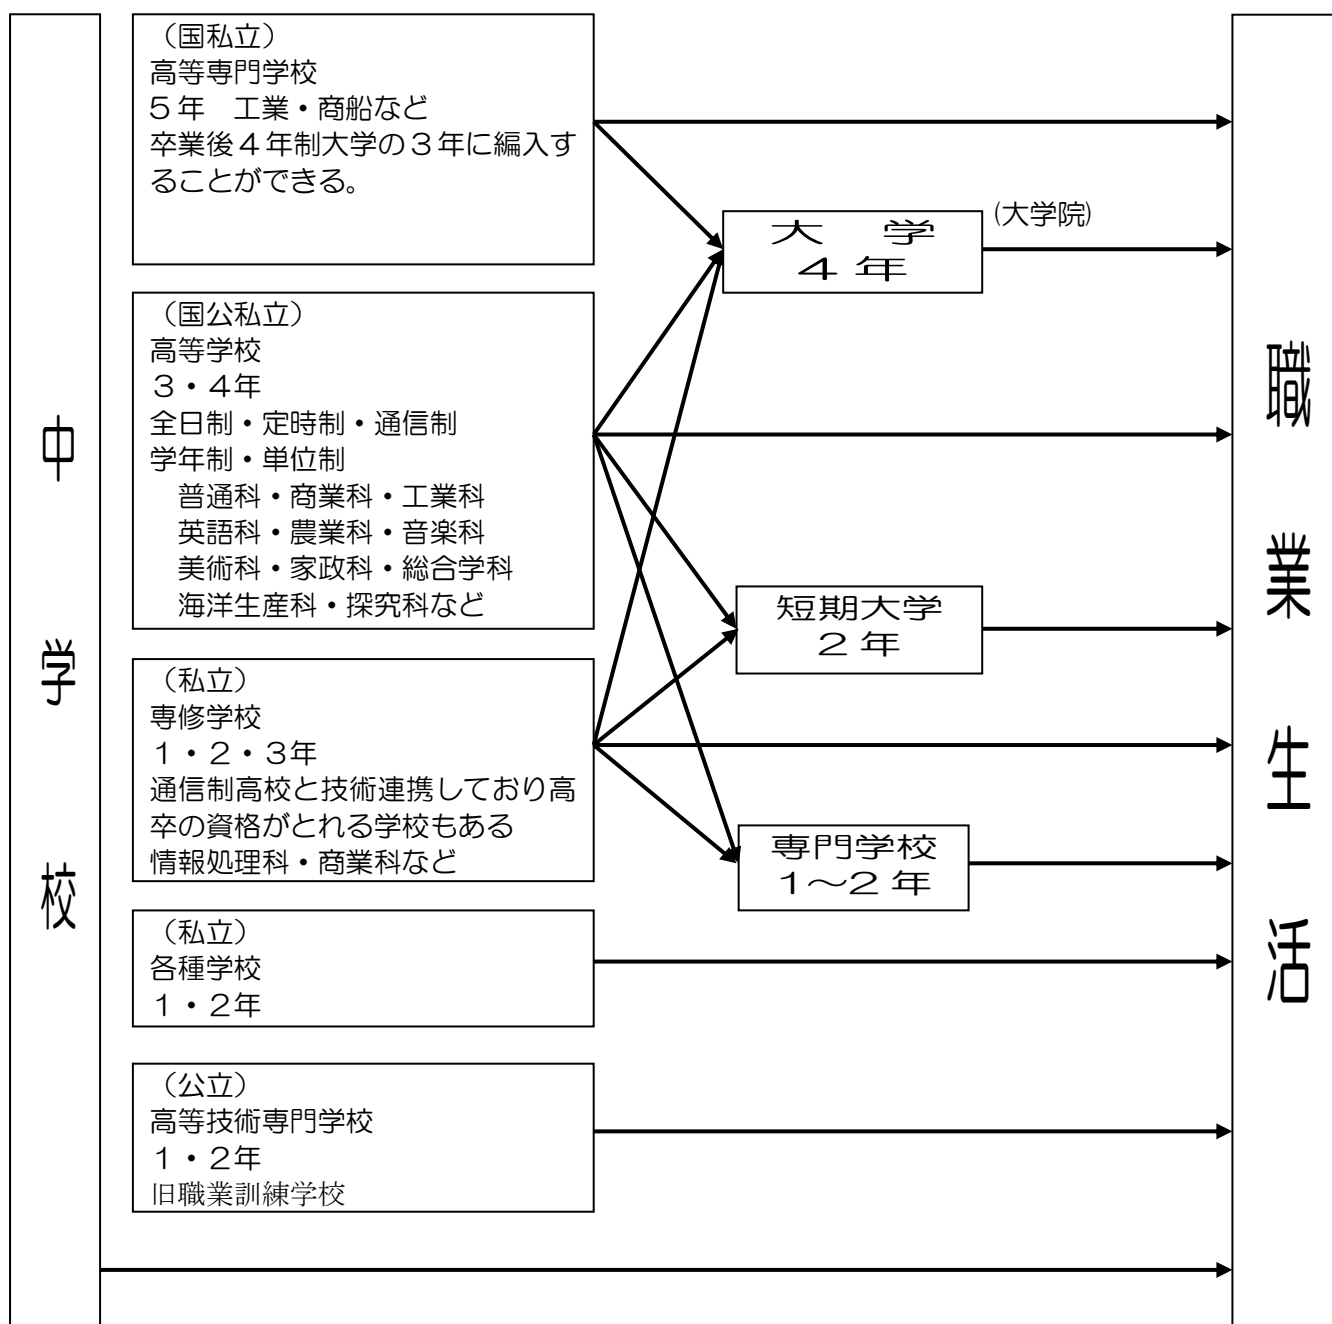 中学校
（国私立）
高等専門学校
５年　工業・商船など
卒業後４年制大学の３年に編入す
ることができる。
（国公私立）
高等学校
３・４年
全日制・定時制・通信制
学年制・単位制
普通科・商業科・工業科
英語科・農業科・音楽科
美術科・家政科・総合学科
海洋生産科・探究科など
（私立）
専修学校
１・２・３年
通信制高校と技術連携しており高
卒の資格がとれる学校もある
情報処理科・商業科など
（私立）
各種学校
１・２年
（公立）
高等技術専門学校
１・２年
旧職業訓練学校
大　学
４年
(大学院)
短期大学
２年
専門学校
１～２年
職業生活